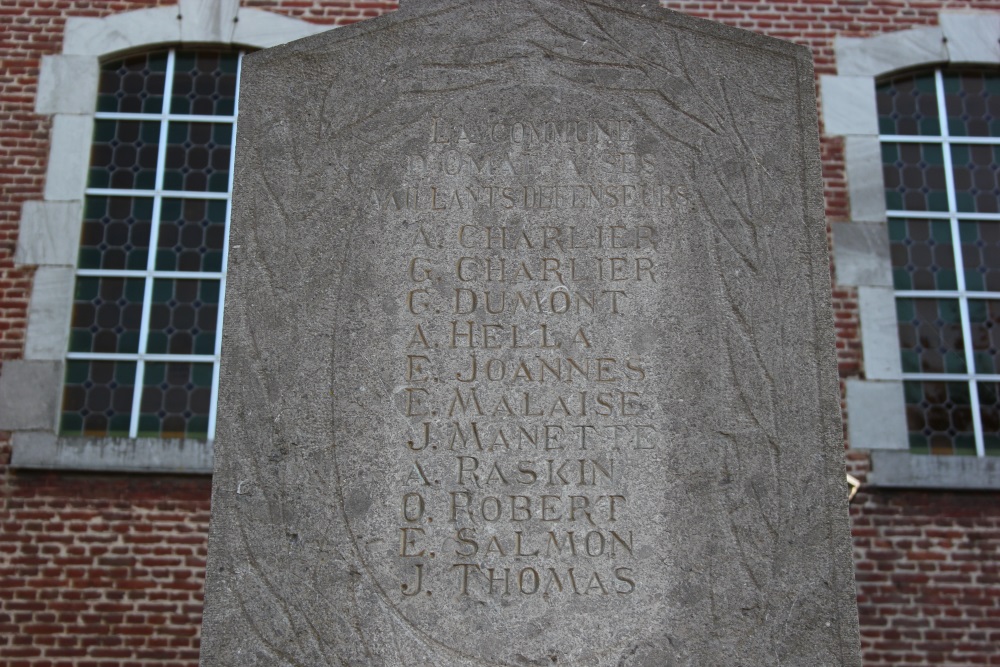 LA COMMUNE
D'OMAL A SES
VAILLANTS DEFENSEURS
A. CHARLIER
G. CHARLIER
G. DUMONT
A. HELLA
E. JOANNES
E. MALAISE
J. MANETTE
A. RASKIN
O. ROBERT
E. SALMON
J. THOMAS